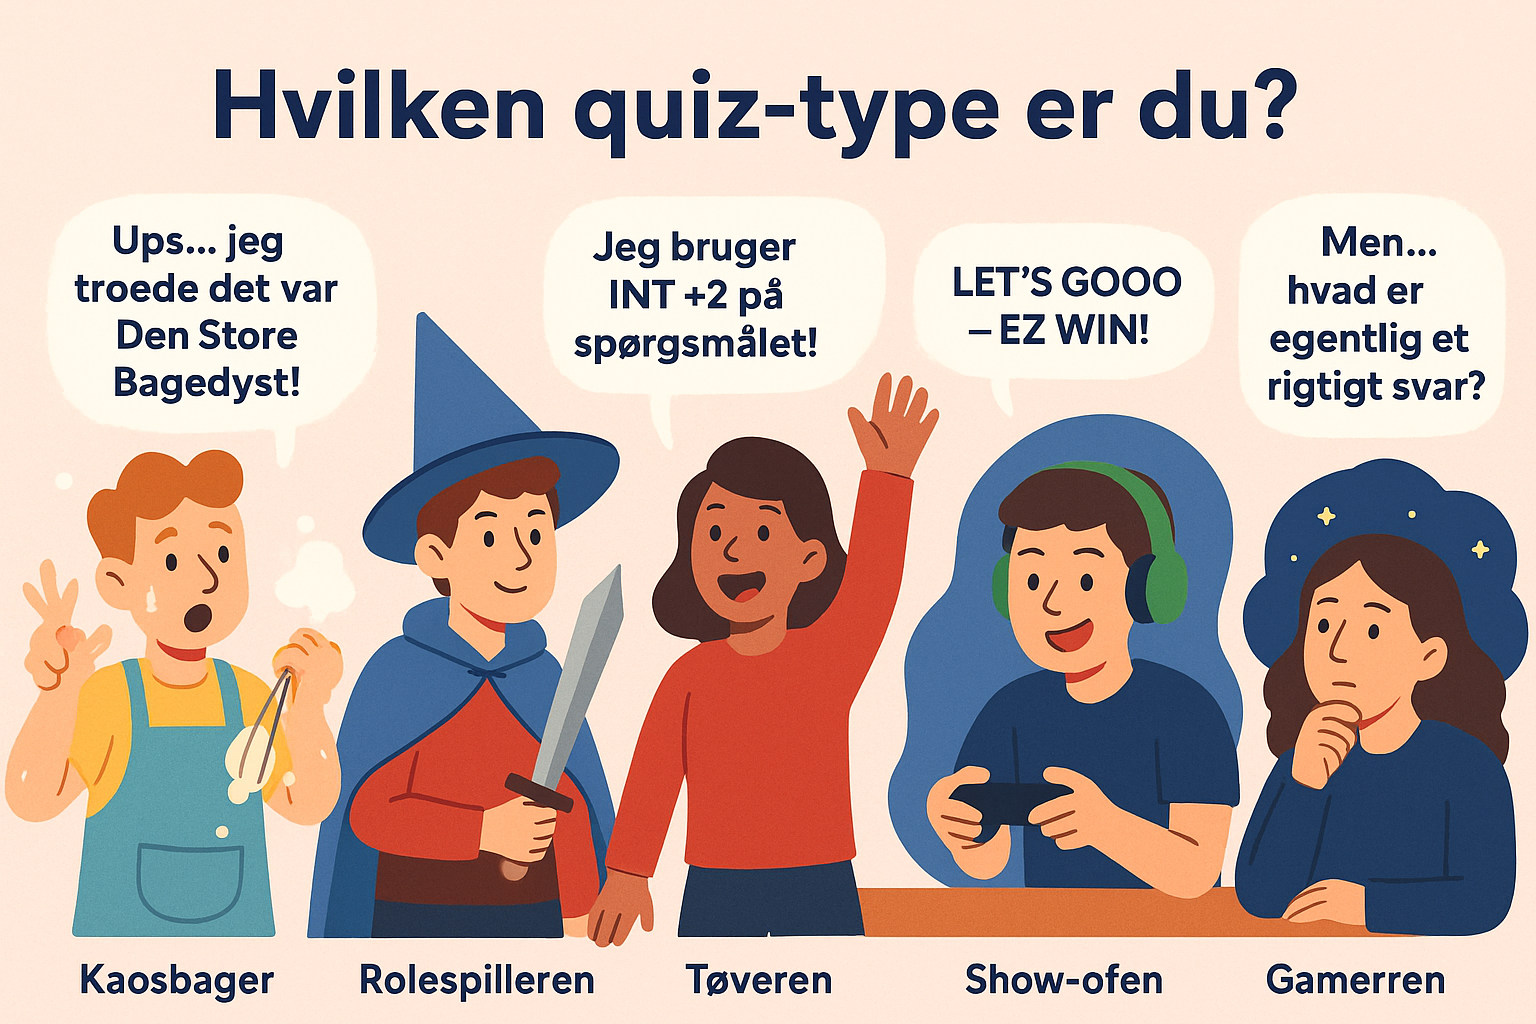 Hvilken quiz-type er du?
Ups... jeg
troede det var
Den Store
Bagedyst!
Jeg bruger
INT +2 på
spørgsmålet!
LET'S GOOO
– EZ WIN!
Men...
hvad er
egentlig et
rigtigt svar?
Kaosbager
Rolespilleren
Tøveren
Show-ofen
Gamerren